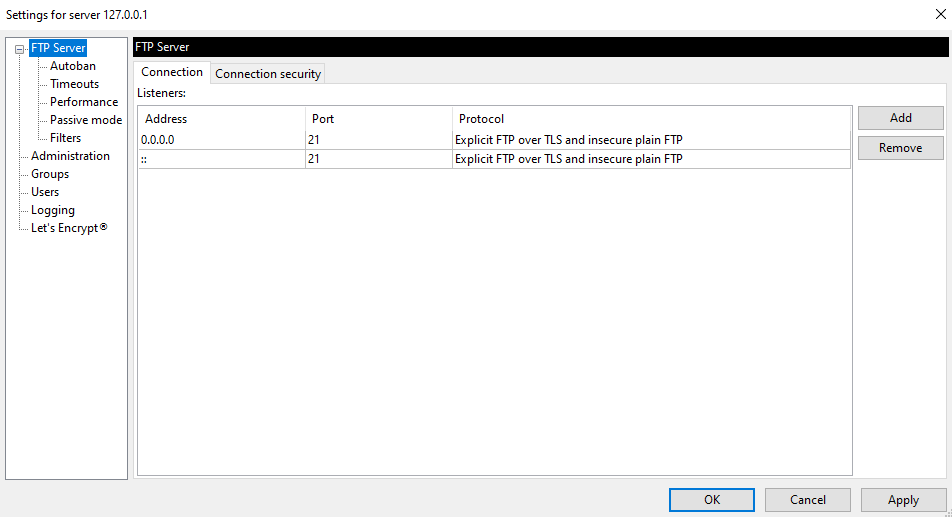 Settings for server 127.0.0.1
FTP Server
Autoban
Timeouts
Performance
Passive mode
Filters
Administration
Groups
Users
Logging
Let's Encrypt®
FTP Server
Connection Connection security
Listeners:
Address Port Protocol
0.0.0.0 21 Explicit FTP over TLS and insecure plain FTP
:: 21 Explicit FTP over TLS and insecure plain FTP
Add
Remove
OK Cancel Apply